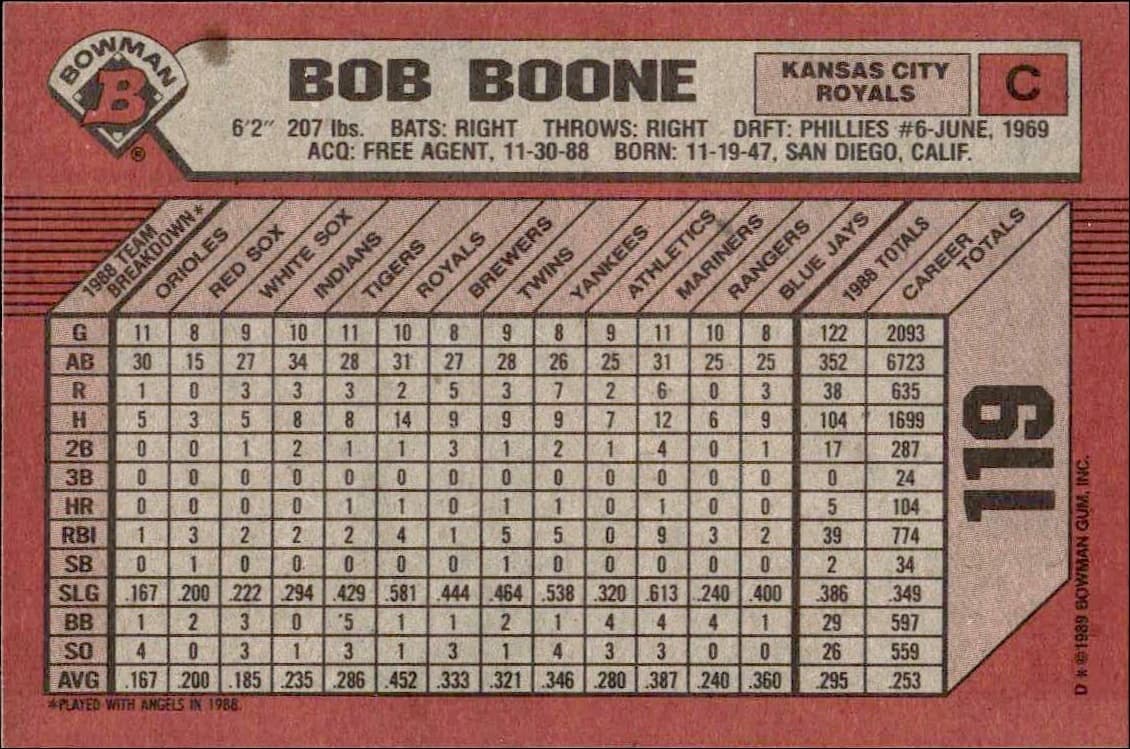 BOWMAN
B
®
BOB BOONE
KANSAS CITY
ROYALS
C
6'2" 207 lbs. BATS: RIGHT THROWS: RIGHT DRFT: PHILLIES #6-JUNE, 1969
ACQ: FREE AGENT, 11-30-88 BORN: 11-19-47, SAN DIEGO, CALIF.
1988 TEAM BREAKDOWN* ORIOLES RED SOX WHITE SOX INDIANS TIGERS ROYALS BREWERS TWINS YANKEES ATHLETICS MARINERS RANGERS BLUE JAYS 1988 TOTALS CAREER TOTALS
G 11 8 9 10 11 10 8 9 8 9 11 10 8 122 2093
AB 30 15 27 34 28 31 27 28 26 25 31 25 25 352 6723
R 1 0 3 3 3 2 5 3 7 2 6 0 3 38 635
H 5 3 5 8 8 14 9 9 9 7 12 6 9 104 1699
2B 0 0 1 2 1 1 3 1 2 1 4 0 1 17 287
3B 0 0 0 0 0 0 0 0 0 0 0 0 0 0 24
HR 0 0 0 0 1 1 0 1 1 0 1 0 0 5 104
RBI 1 3 2 2 2 4 1 5 5 0 9 3 2 39 774
SB 0 1 0 0 0 0 0 1 0 0 0 0 0 2 34
SLG .167 .200 .222 .294 .429 .581 .444 .464 .538 .320 .613 .240 .400 .386 .349
BB 1 2 3 0 5 1 1 2 1 4 4 4 1 29 597
SO 4 0 3 1 3 1 3 1 4 3 3 0 0 26 559
AVG .167 .200 .185 .235 .286 .452 .333 .321 .346 .280 .387 .240 .360 .295 .253
119
*PLAYED WITH ANGELS IN 1988.
D * ©1989 BOWMAN GUM, INC.